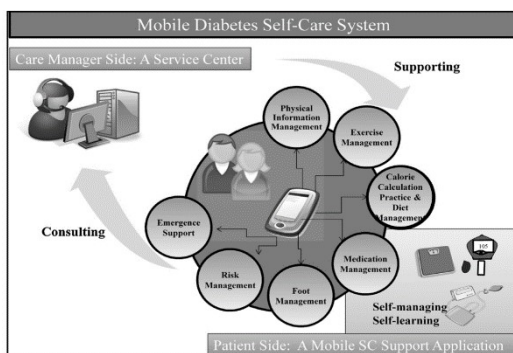 Mobile Diabetes Self-Care System
Care Manager Side: A Service Center
Supporting
Physical
Information
Management
Exercise
Management
Calorie
Calculation
Practice &
Diet
Management
Emergence
Support
Consulting
Risk
Management
Foot
Management
Medication
Management
105
Self-managing
Self-learning
Patient Side: A Mobile SC Support Application